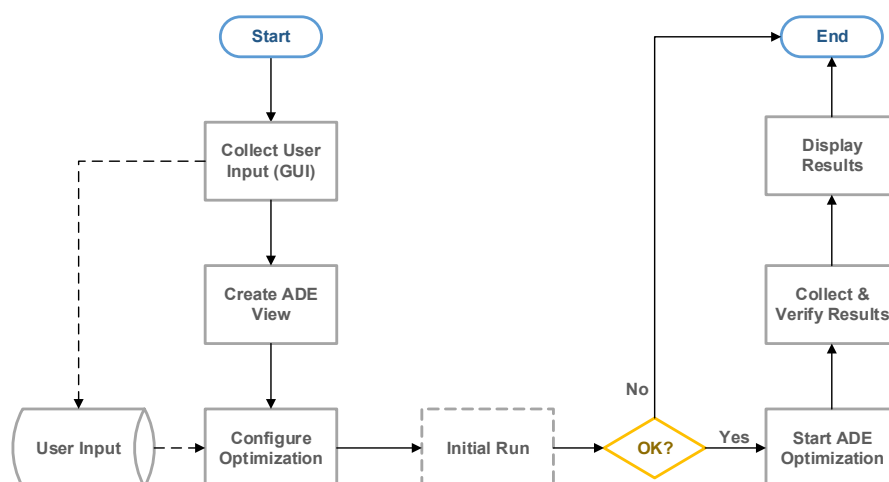 Start
End
Collect User
Input (GUI)
Display
Results
Create ADE
View
Collect &
Verify Results
No
User Input
Configure
Optimization
Initial Run
OK?
Yes
Start ADE
Optimization